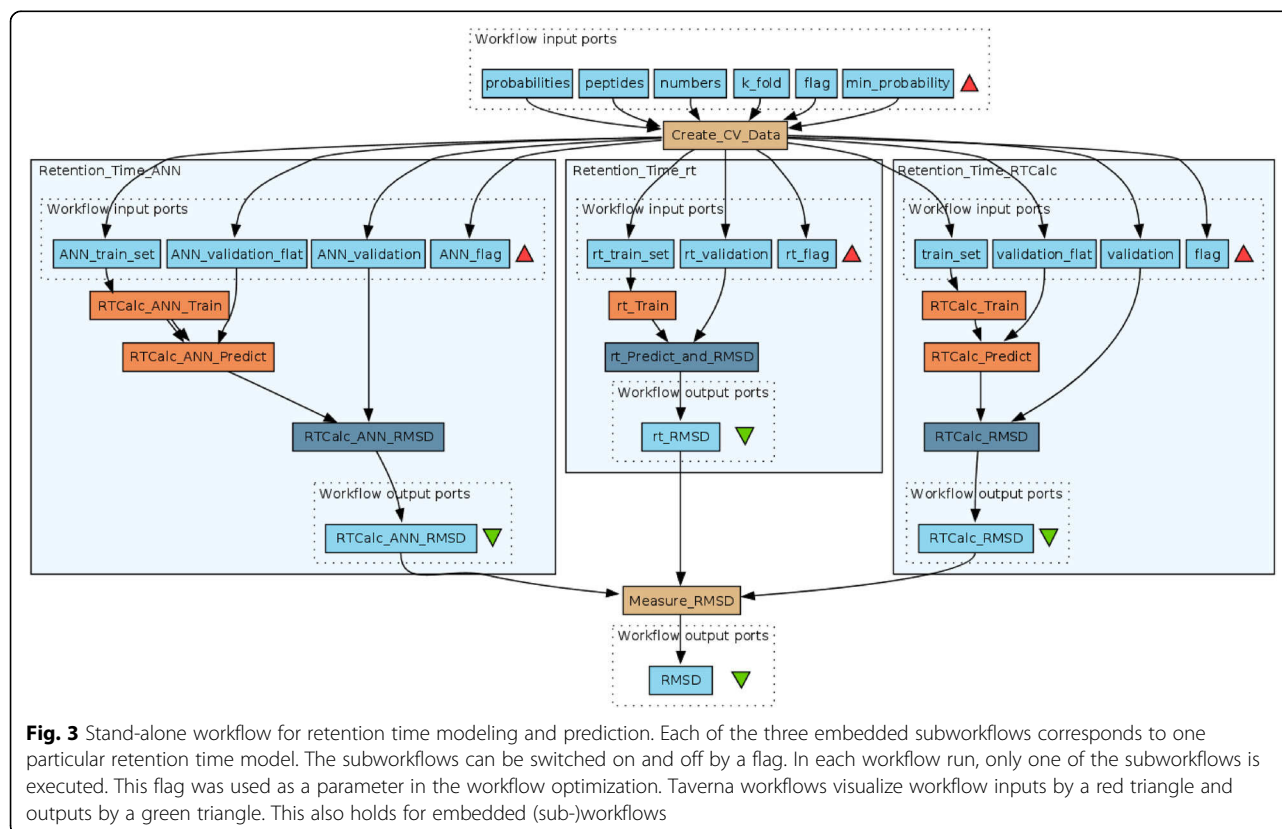 Workflow input ports
probabilities peptides numbers k_fold flag min_probability
Create_CV_Data
Retention_Time_ANN
Workflow input ports
ANN_train_set ANN_validation_flat ANN_validation ANN_flag
RTCalc_ANN_Train
RTCalc_ANN_Predict
RTCalc_ANN_RMSD
Workflow output ports
RTCalc_ANN_RMSD
Retention_Time_rt
Workflow input ports
rt_train_set rt_validation rt_flag
rt_Train
rt_Predict_and_RMSD
Workflow output ports
rt_RMSD
Retention_Time_RTCalc
Workflow input ports
train_set validation_flat validation flag
RTCalc_Train
RTCalc_Predict
RTCalc_RMSD
Workflow output ports
RTCalc_RMSD
Measure_RMSD
Workflow output ports
RMSD
Fig. 3 Stand-alone workflow for retention time modeling and prediction. Each of the three embedded subworkflows corresponds to one
particular retention time model. The subworkflows can be switched on and off by a flag. In each workflow run, only one of the subworkflows is
executed. This flag was used as a parameter in the workflow optimization. Taverna workflows visualize workflow inputs by a red triangle and
outputs by a green triangle. This also holds for embedded (sub-)workflows